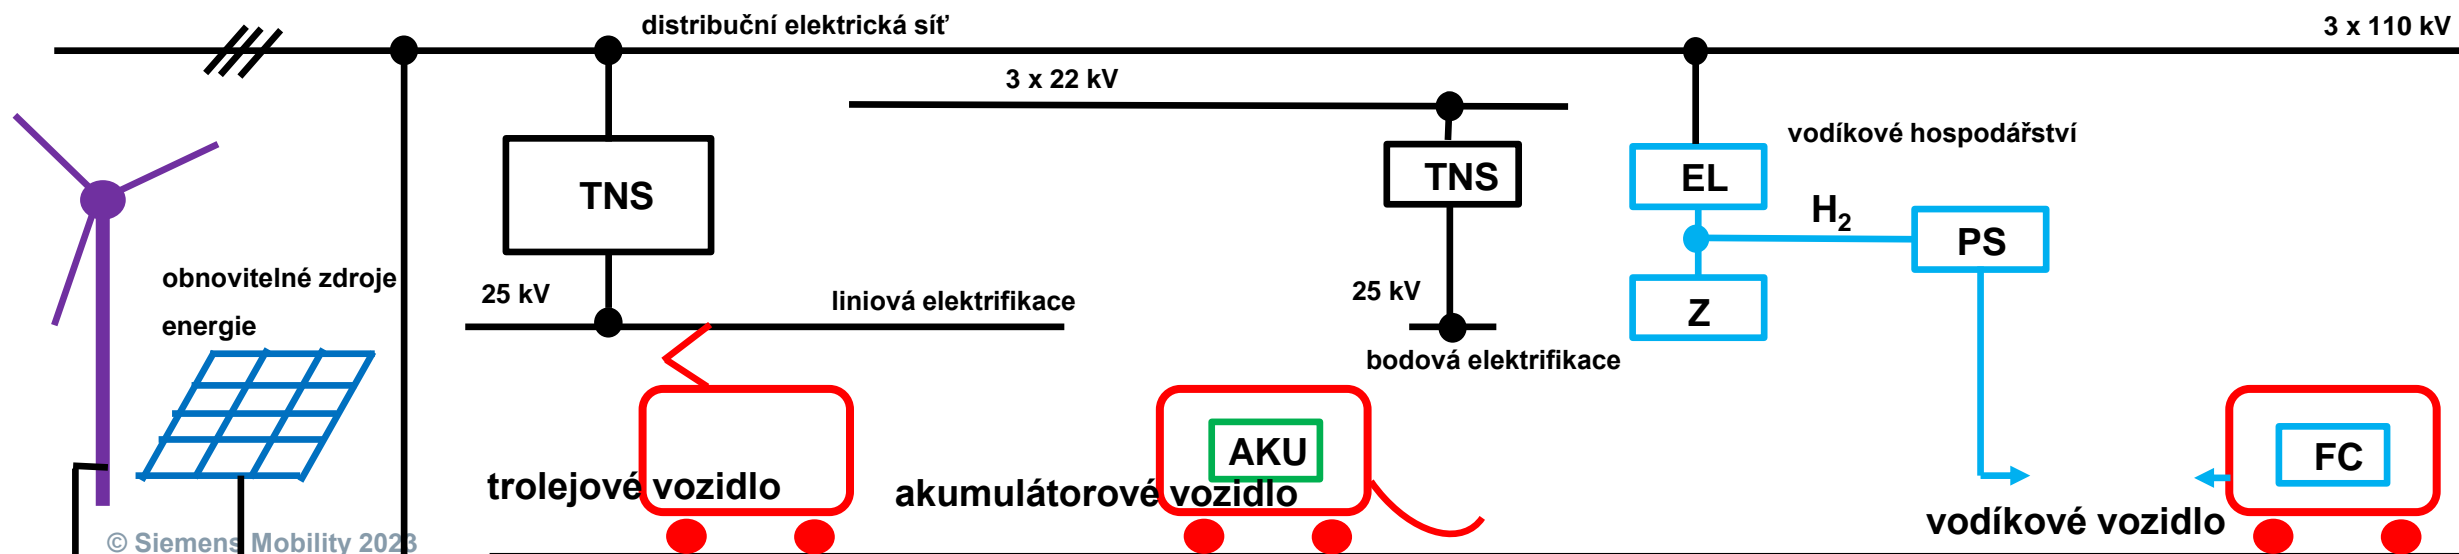 distribuční elektrická síť
3 x 110 kV
3 x 22 kV
vodíkové hospodářství
TNS
TNS
EL
H₂
PS
obnovitelné zdroje
energie
25 kV
liniová elektrifikace
25 kV
Z
bodová elektrifikace
AKU
FC
trolejové vozidlo
akumulátorové vozidlo
vodíkové vozidlo
© Siemens Mobility 2023